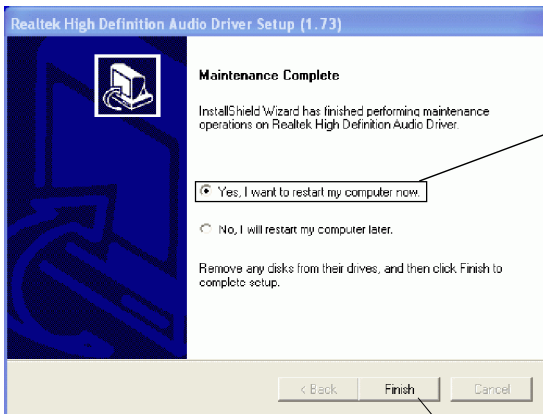 Realtek High Definition Audio Driver Setup (1.73)
Maintenance Complete
InstallShield Wizard has finished performing maintenance
operations on Realtek High Definition Audio Driver.
Yes, I want to restart my computer now.
No, I will restart my computer later.
Remove any disks from their drives, and then click Finish to
complete setup.
< Back
Finish
Cancel